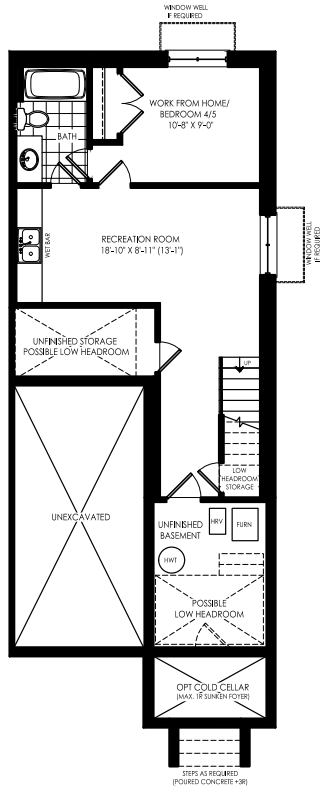 WINDOW WELL
IF REQUIRED
WORK FROM HOME/
BEDROOM 4/5
10'-8" X 9'-0"
BATH
WET BAR
RECREATION ROOM
18'-10" X 8'-11" (13'-1")
WINDOW WELL
IF REQUIRED
UNFINISHED STORAGE
POSSIBLE LOW HEADROOM
UP
LOW
HEADROOM
STORAGE
UNEXCAVATED
UNFINISHED
BASEMENT
HRV
FURN
HWT
POSSIBLE
LOW HEADROOM
OPT COLD CELLAR
(MAX. 1R SUNKEN FOYER)
STEPS AS REQUIRED
(POURED CONCRETE +3R)